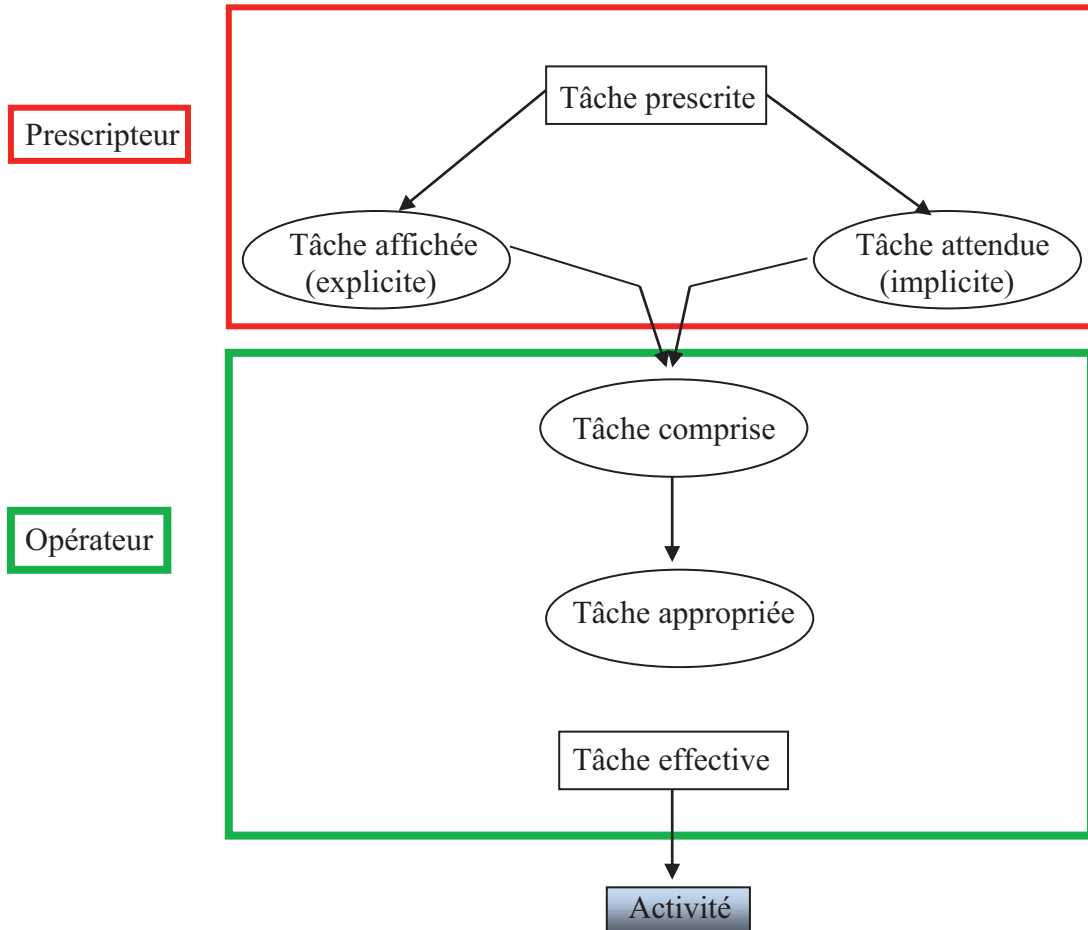 Tâche prescrite
Prescripteur
Tâche affichée
(explicite)
Tâche attendue
(implicite)
Tâche comprise
Opérateur
Tâche appropriée
Tâche effective
Activité